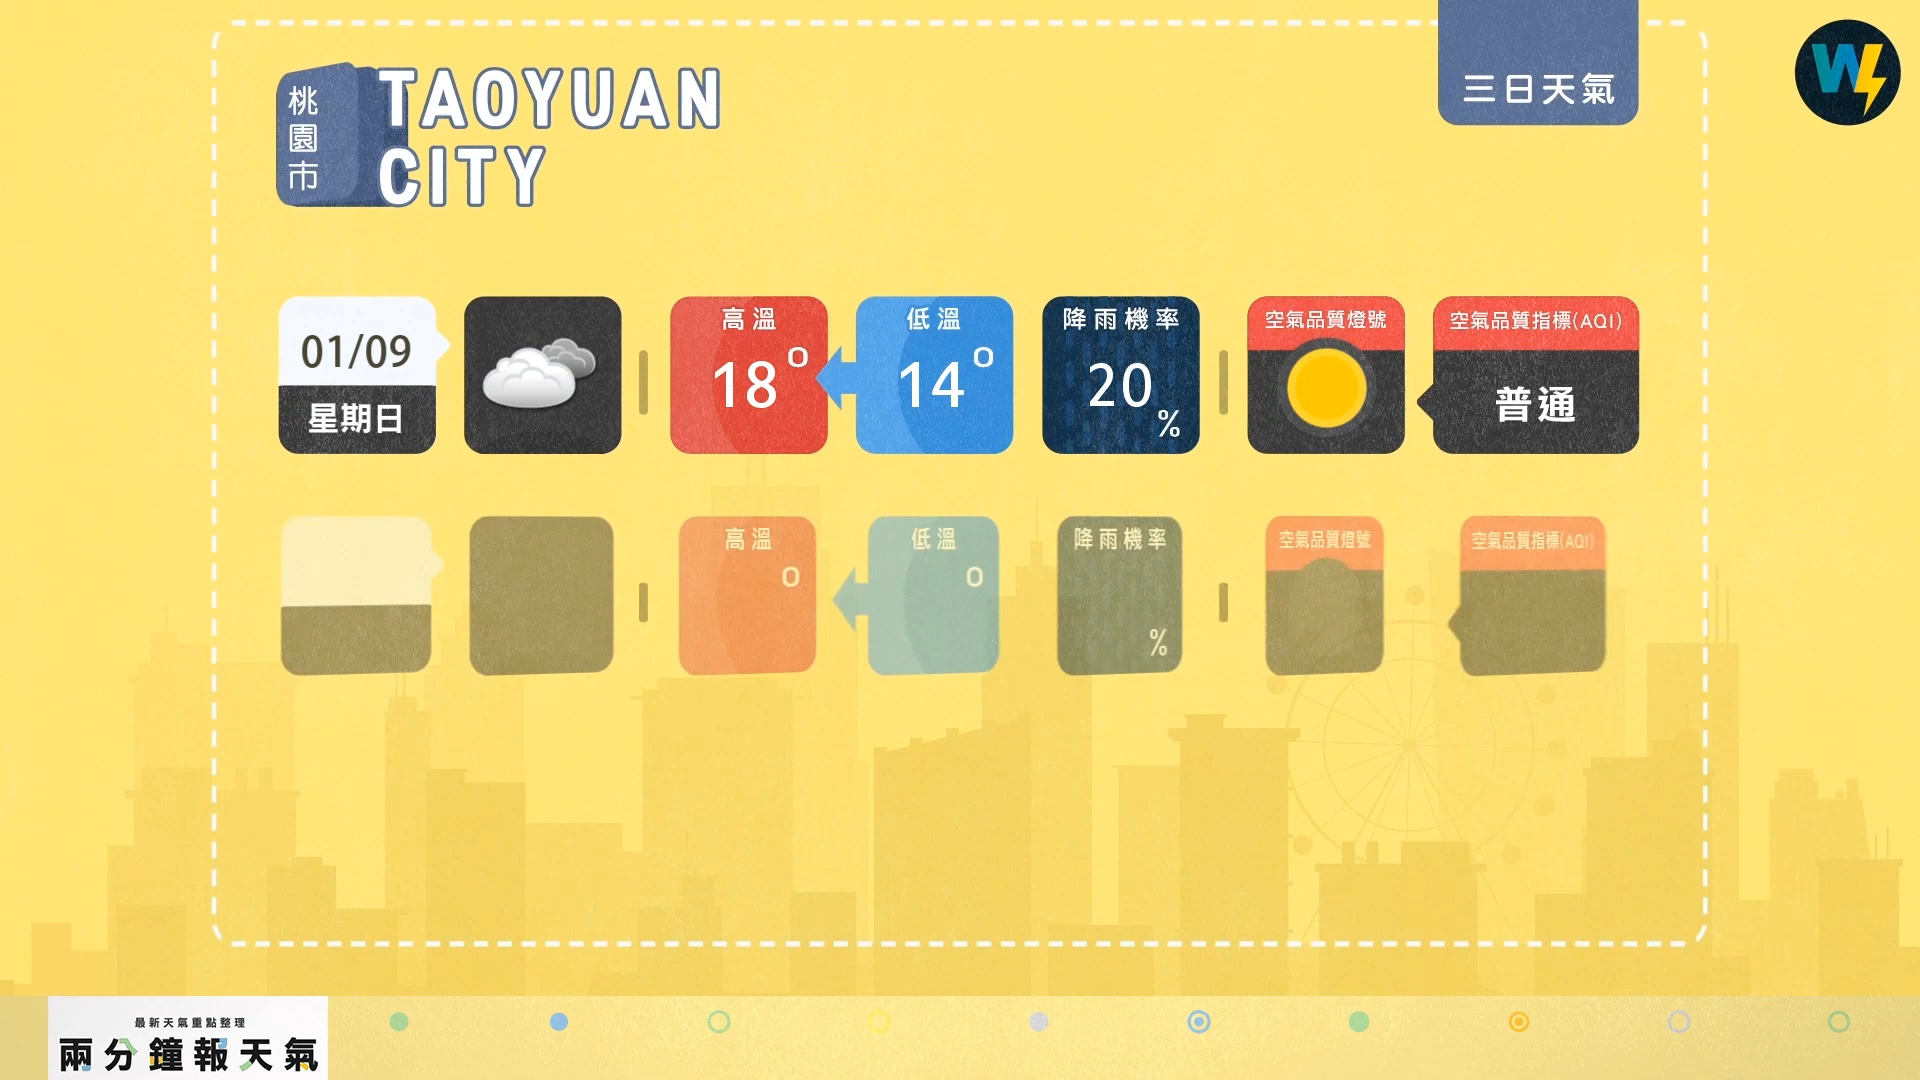 桃園市
TAOYUAN
CITY
三日天氣
W
01/09
星期日
高溫
18°
低溫
14°
降雨機率
20%
空氣品質燈號
空氣品質指標(AQI)
普通
高溫
°
低溫
°
降雨機率
%
空氣品質燈號
空氣品質指標(AQI)
最新天氣重點整理
兩分鐘報天氣